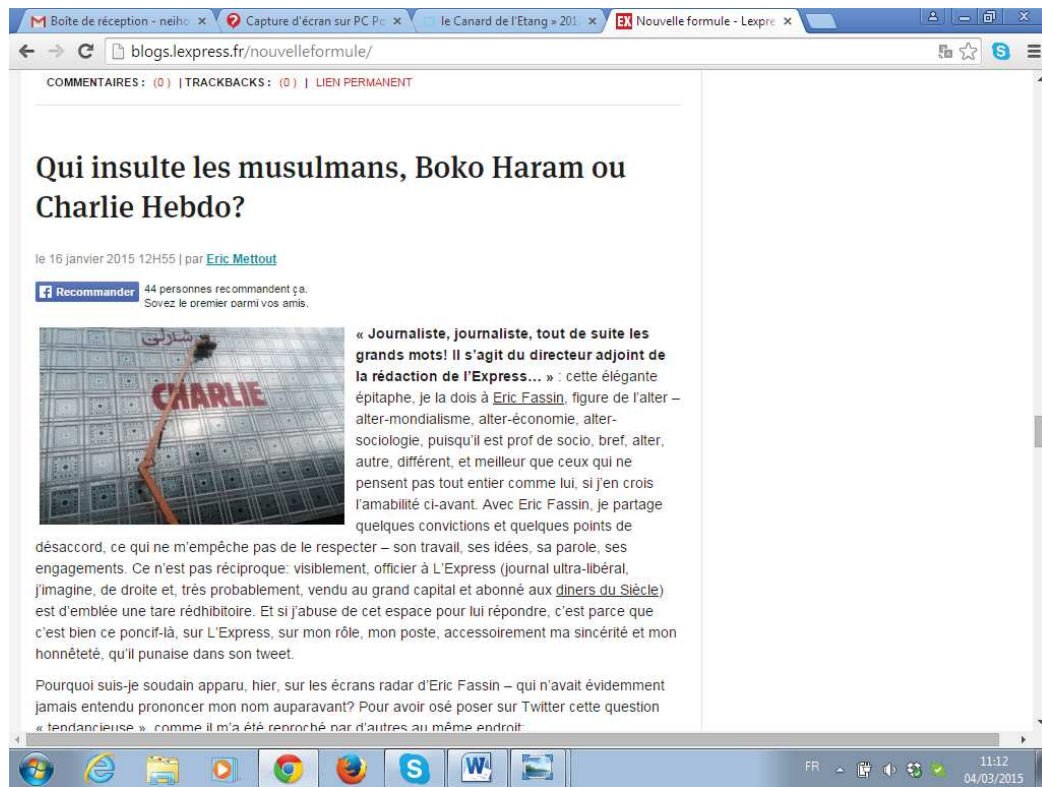 Boîte de réception - neiho
Capture d'écran sur PC Po
le Canard de l'Etang » 201
EX Nouvelle formule - Lexpre
blogs.lexpress.fr/nouvelleformule/
COMMENTAIRES : (0) | TRACKBACKS : (0) | LIEN PERMANENT
Qui insulte les musulmans, Boko Haram ou
Charlie Hebdo?
le 16 janvier 2015 12H55 | par Eric Mettout
Recommander
44 personnes recommandent ça.
Soyez le premier parmi vos amis.
شارلي
CHARLIE
« Journaliste, journaliste, tout de suite les
grands mots! Il s'agit du directeur adjoint de
la rédaction de l'Express... » : cette élégante
épitaphe, je la dois à Eric Fassin, figure de l'alter –
alter-mondialisme, alter-économie, alter-
sociologie, puisqu'il est prof de socio, bref, alter,
autre, différent, et meilleur que ceux qui ne
pensent pas tout entier comme lui, si j'en crois
l'amabilité ci-avant. Avec Eric Fassin, je partage
quelques convictions et quelques points de
désaccord, ce qui ne m'empêche pas de le respecter – son travail, ses idées, sa parole, ses
engagements. Ce n'est pas réciproque: visiblement, officier à L'Express (journal ultra-libéral,
j'imagine, de droite et, très probablement, vendu au grand capital et abonné aux diners du Siècle)
est d'emblée une tare rédhibitoire. Et si j'abuse de cet espace pour lui répondre, c'est parce que
c'est bien ce poncif-là, sur L'Express, sur mon rôle, mon poste, accessoirement ma sincérité et mon
honnêteté, qu'il punaise dans son tweet.
Pourquoi suis-je soudain apparu, hier, sur les écrans radar d'Eric Fassin – qui n'avait évidemment
jamais entendu prononcer mon nom auparavant? Pour avoir osé poser sur Twitter cette question
« tendancieuse », comme il m'a été reproché par d'autres au même endroit:
FR
11:12
04/03/2015